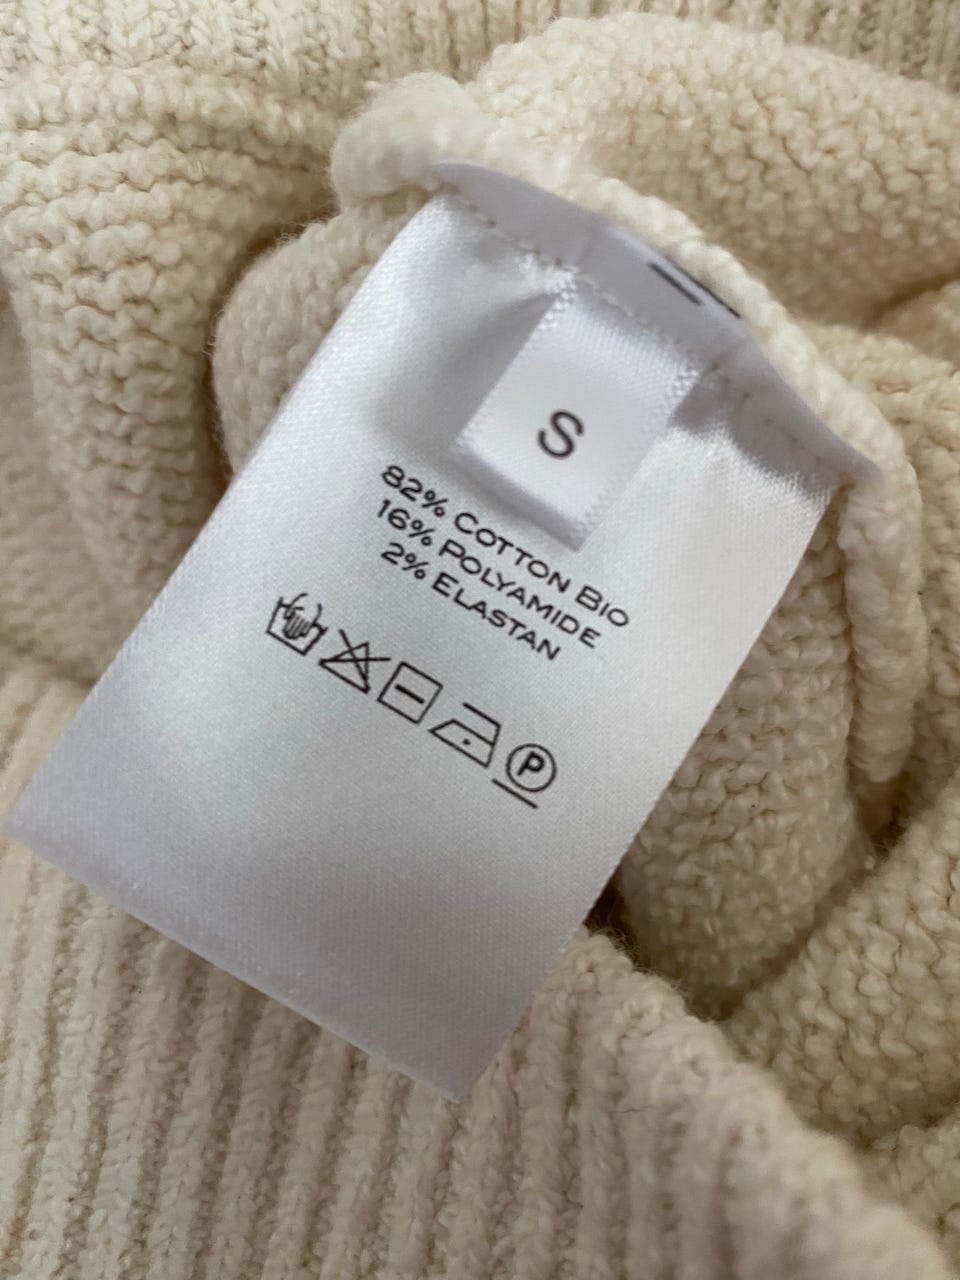 S
82% COTTON BIO
16% POLYAMIDE
2% ELASTAN
P